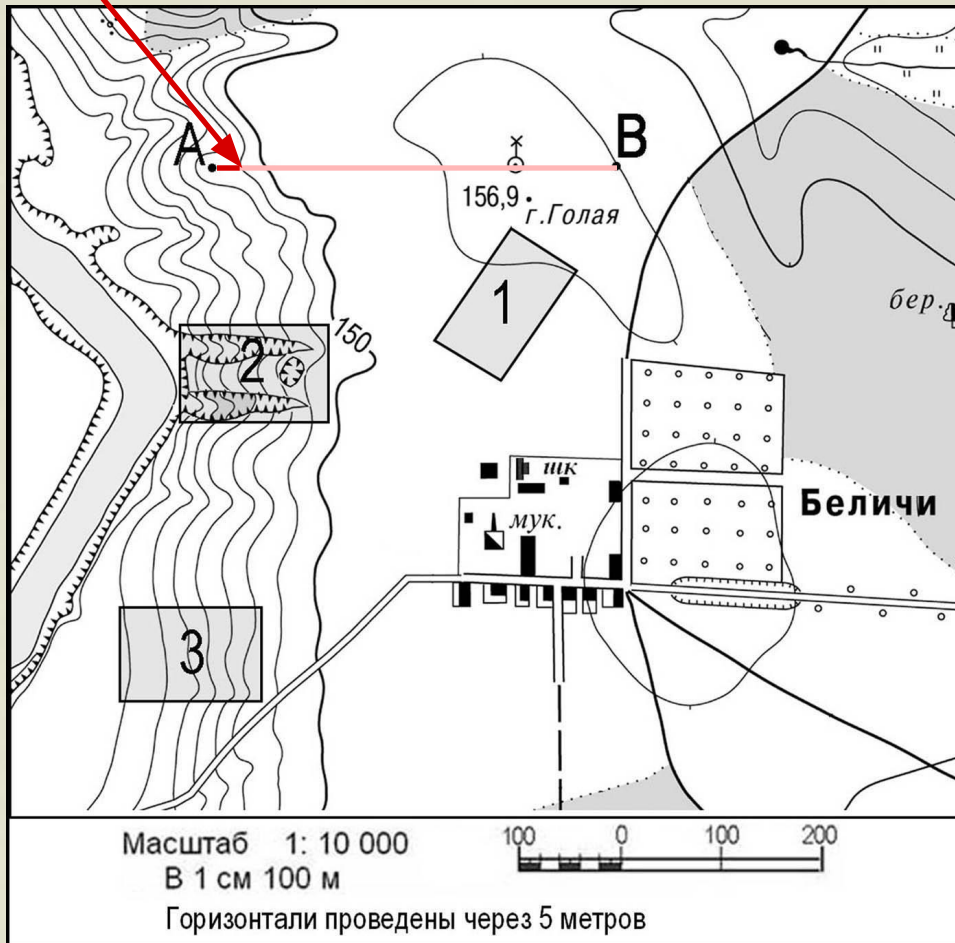 А
В
156,9
г.Голая
1
бер.
2
150
шк
мук.
Беличи
3
Масштаб 1: 10 000
В 1 см 100 м
100 0 100 200
Горизонтали проведены через 5 метров